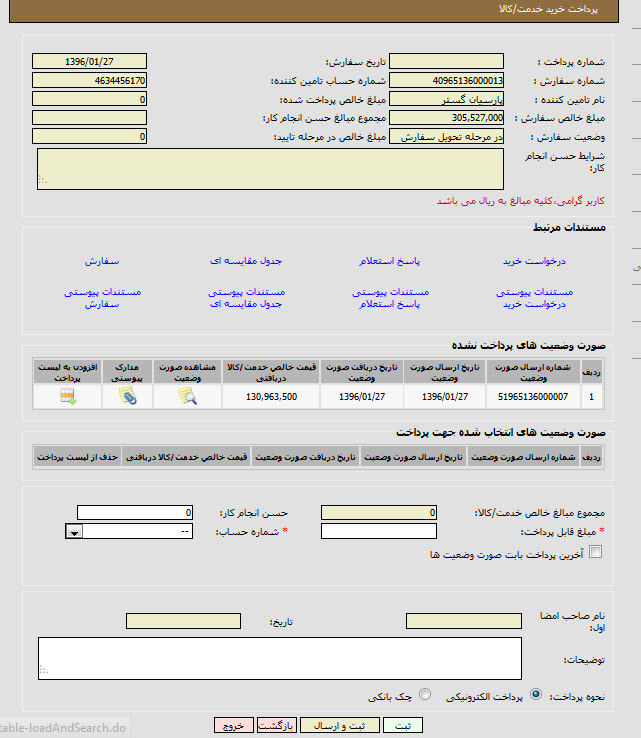 پرداخت خرید خدمت/کالا
شماره پرداخت :
تاریخ سفارش: 1396/01/27
شماره سفارش : 40965136000013
شماره حساب تامین کننده: 4634456170
نام تامین کننده : پارسیان گستر
مبلغ خالص پرداخت شده: 0
مبلغ خالص سفارش : 305,527,000
مجموع مبالغ حسن انجام کار:
وضعیت سفارش : در مرحله تحویل سفارش
مبلغ خالص در مرحله تایید: 0
شرایط حسن انجام
کار:
کاربر گرامی،کلیه مبالغ به ریال می باشد
مستندات مرتبط
درخواست خرید پاسخ استعلام جدول مقایسه ای سفارش
مستندات پیوستی مستندات پیوستی مستندات پیوستی مستندات پیوستی
درخواست خرید پاسخ استعلام جدول مقایسه ای سفارش
صورت وضعیت های پرداخت نشده
ردیف شماره ارسال صورت وضعیت تاریخ ارسال صورت وضعیت تاریخ دریافت صورت وضعیت قیمت خالص خدمت/کالا دریافتی مشاهده صورت وضعیت مدارک پیوستی افزودن به لیست پرداخت
1 51965136000007 1396/01/27 1396/01/27 130,963,500
صورت وضعیت های انتخاب شده جهت پرداخت
ردیف شماره ارسال صورت وضعیت تاریخ ارسال صورت وضعیت تاریخ دریافت صورت وضعیت قیمت خالص خدمت/کالا دریافتی حذف از لیست پرداخت
مجموع مبالغ خالص خدمت/کالا: 0
حسن انجام کار: 0
* مبلغ قابل پرداخت:
* شماره حساب: --
آخرین پرداخت بابت صورت وضعیت ها
نام صاحب امضا
اول:
تاریخ:
توضیحات:
نحوه پرداخت: پرداخت الکترونیکی چک بانکی
ثبت ثبت و ارسال بازگشت خروج
table-loadAndSearch.do